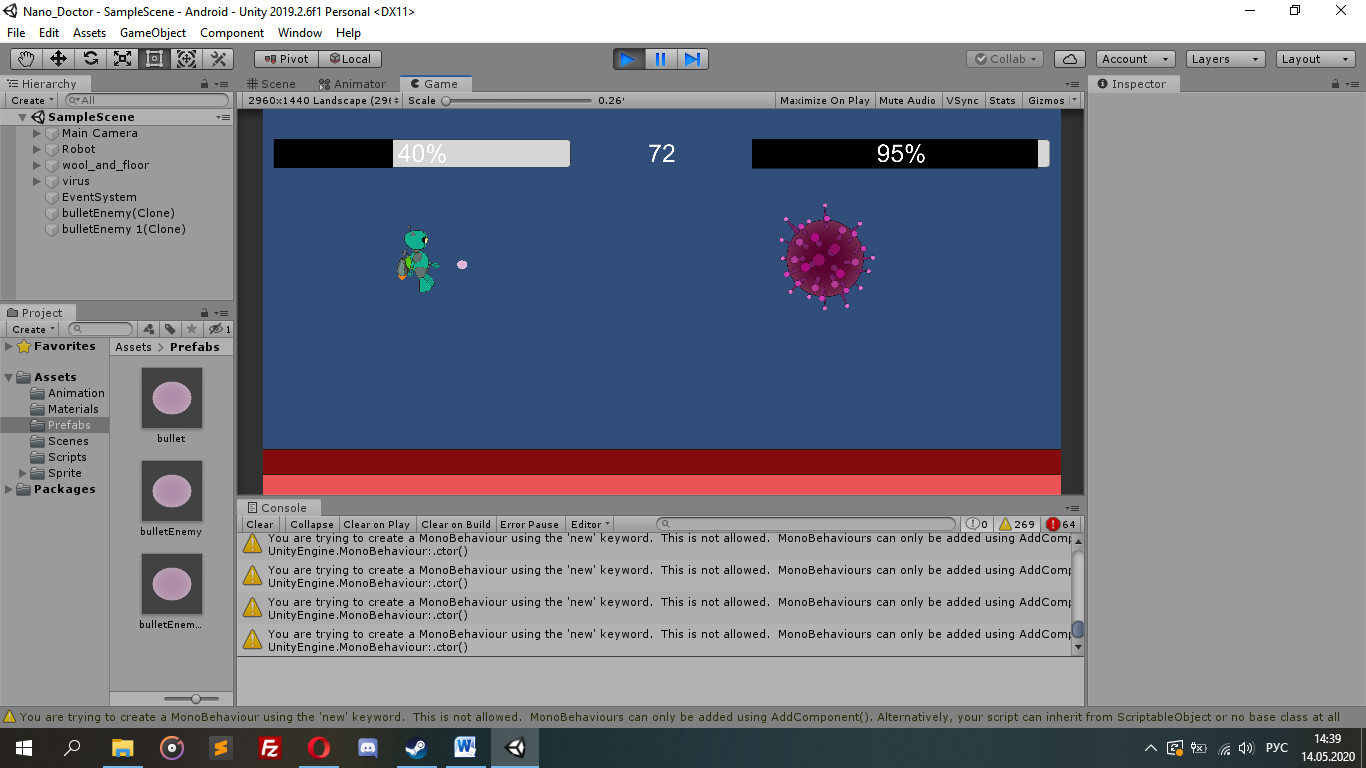 Nano_Doctor - SampleScene - Android - Unity 2019.2.6f1 Personal <DX11>
File Edit Assets GameObject Component Window Help
Pivot Local Collab Account Layers Layout
Hierarchy Scene Animator Game Inspector
Create All 2960x1440 Landscape (296 Scale 0.26' Maximize On Play Mute Audio VSync Stats Gizmos
SampleScene
Main Camera
Robot
wool_and_floor
virus
EventSystem
bulletEnemy(Clone)
bulletEnemy 1(Clone)
40% 72 95%
Project
Create 1
Favorites
Assets
Animation
Materials
Prefabs
Scenes
Scripts
Sprite
Packages
Assets > Prefabs
bullet
bulletEnemy
bulletEnem...
Console
Clear Collapse Clear on Play Clear on Build Error Pause Editor 0 269 64
You are trying to create a MonoBehaviour using the 'new' keyword.  This is not allowed.  MonoBehaviours can only be added using AddComp
UnityEngine.MonoBehaviour:.ctor()
You are trying to create a MonoBehaviour using the 'new' keyword.  This is not allowed.  MonoBehaviours can only be added using AddComp
UnityEngine.MonoBehaviour:.ctor()
You are trying to create a MonoBehaviour using the 'new' keyword.  This is not allowed.  MonoBehaviours can only be added using AddComp
UnityEngine.MonoBehaviour:.ctor()
You are trying to create a MonoBehaviour using the 'new' keyword.  This is not allowed.  MonoBehaviours can only be added using AddComp
UnityEngine.MonoBehaviour:.ctor()
You are trying to create a MonoBehaviour using the 'new' keyword.  This is not allowed.  MonoBehaviours can only be added using AddComponent(). Alternatively, your script can inherit from ScriptableObject or no base class at all
РУС
14:39
14.05.2020